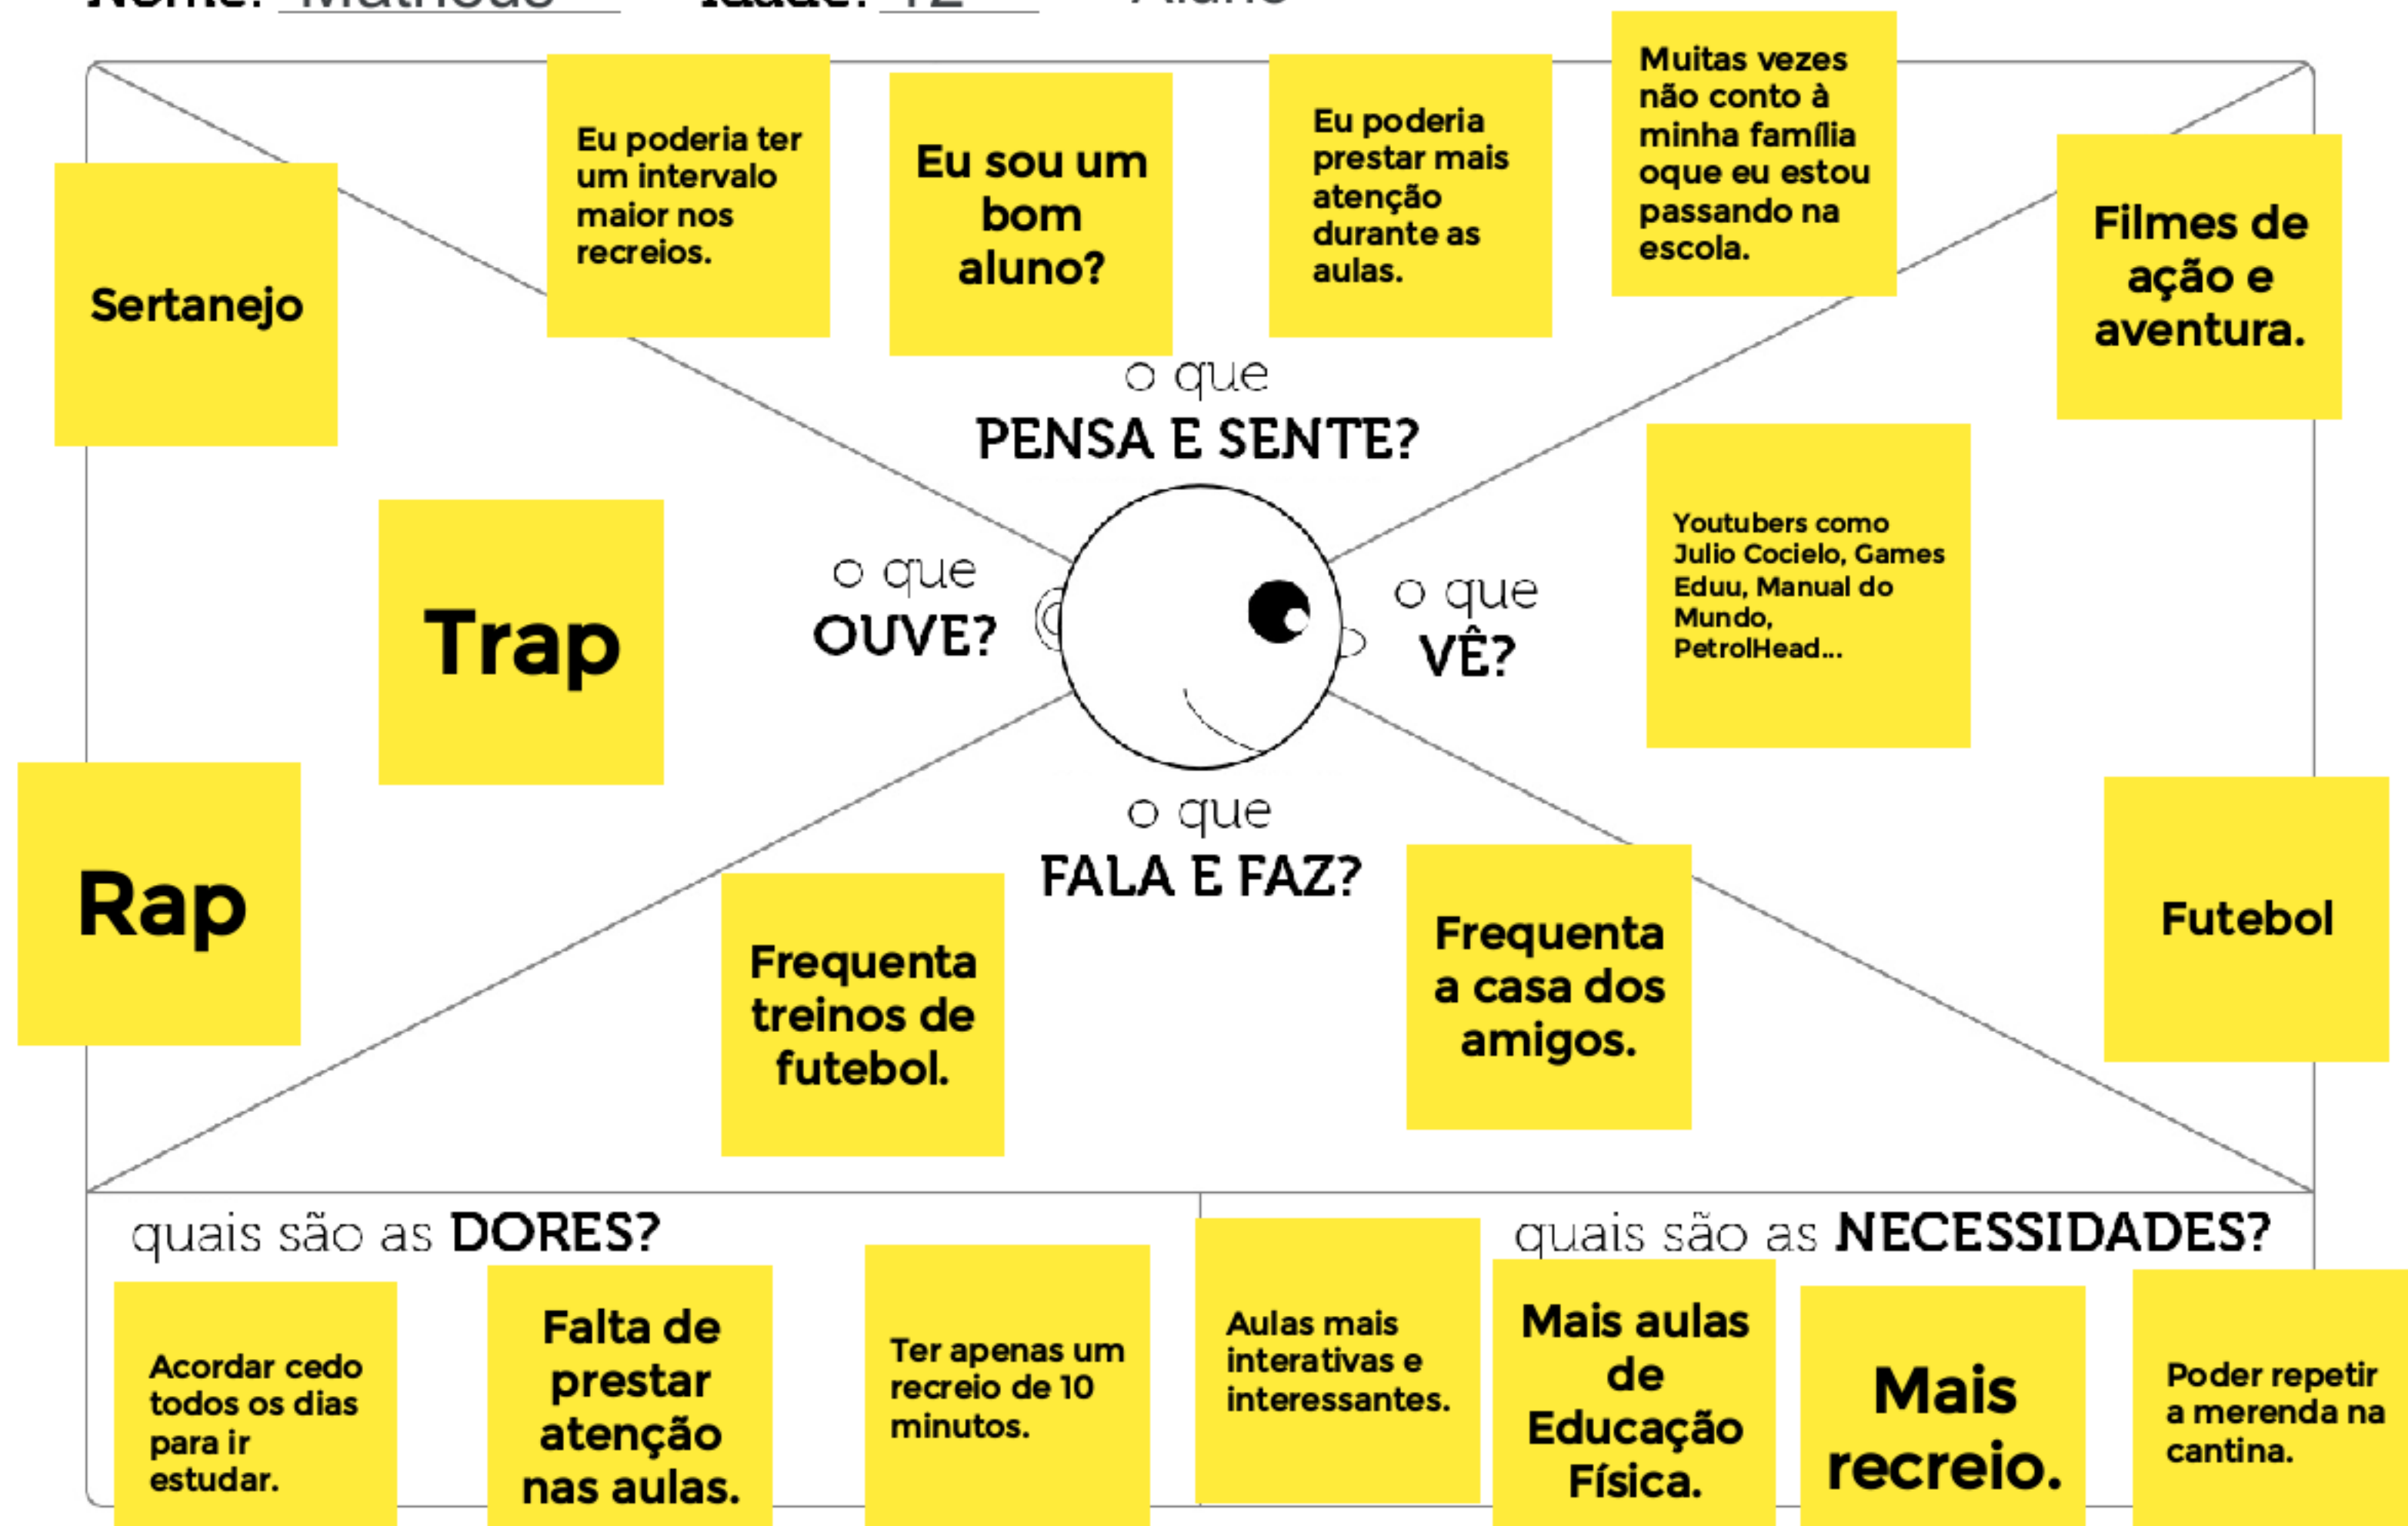 Nome: Matheus Idade: 12 Aluno
Eu poderia ter
um intervalo
maior nos
recreios.
Eu sou um
bom
aluno?
Eu poderia
prestar mais
atenção
durante as
aulas.
Muitas vezes
não conto à
minha família
oque eu estou
passando na
escola.
o que
PENSA E SENTE?
Sertanejo
Trap
Rap
o que
OUVE?
o que
VÊ?
Filmes de
ação e
aventura.
Youtubers como
Julio Cocielo, Games
Eduu, Manual do
Mundo,
PetrolHead...
Futebol
o que
FALA E FAZ?
Frequenta
treinos de
futebol.
Frequenta
a casa dos
amigos.
quais são as DORES?
Acordar cedo
todos os dias
para ir
estudar.
Falta de
prestar
atenção
nas aulas.
Ter apenas um
recreio de 10
minutos.
quais são as NECESSIDADES?
Aulas mais
interativas e
interessantes.
Mais aulas
de
Educação
Física.
Mais
recreio.
Poder repetir
a merenda na
cantina.